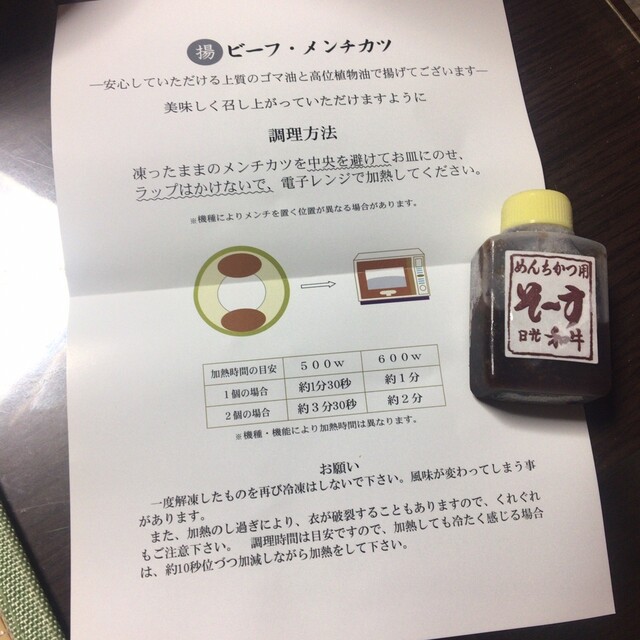 揚 ビーフ・メンチカツ
―安心していただける上質のゴマ油と高位植物油で揚げてございます―
美味しく召し上がっていただけますように
調理方法
凍ったままのメンチカツを中央を避けてお皿にのせ、
ラップはかけないで、電子レンジで加熱してください。
※機種によりメンチを置く位置が異なる場合があります。
加熱時間の目安 ５００ｗ ６００ｗ
１個の場合 約1分30秒 約１分
２個の場合 約３分30秒 約２分
※機種・機能により加熱時間は異なります。
お願い
一度解凍したものを再び冷凍はしないで下さい。風味が変わってしまう事
があります。
また、加熱のし過ぎにより、衣が破裂することもありますので、くれぐれ
もご注意下さい。 調理時間は目安ですので、加熱しても冷たく感じる場合
は、約10秒位づつ加減しながら加熱をして下さい。
めんちかつ用
そーす
日光
牛